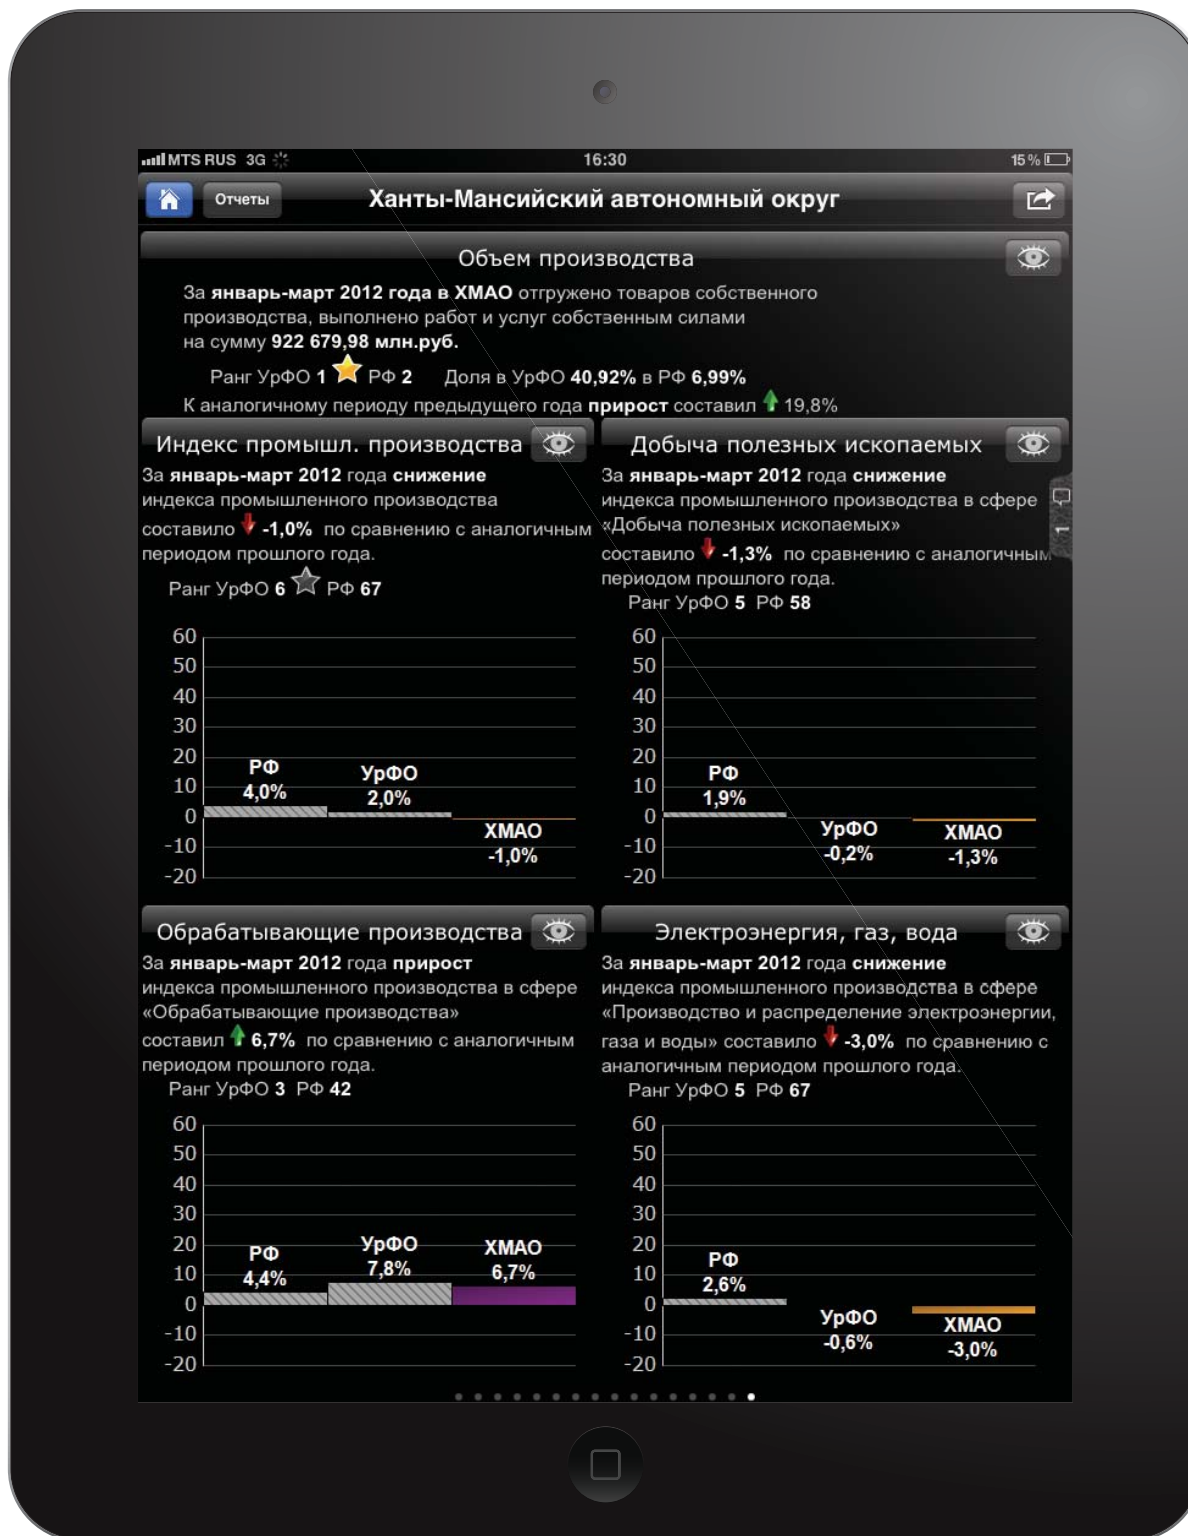 MTS RUS 3G 16:30 15 %
Отчеты Ханты-Мансийский автономный округ
Объем производства
За январь-март 2012 года в ХМАО отгружено товаров собственного
производства, выполнено работ и услуг собственным силами
на сумму 922 679,98 млн.руб.
Ранг УрФО 1 РФ 2 Доля в УрФО 40,92% в РФ 6,99%
К аналогичному периоду предыдущего года прирост составил 19,8%
Индекс промышл. производства
За январь-март 2012 года снижение
индекса промышленного производства
составило -1,0% по сравнению с аналогичным
периодом прошлого года.
Ранг УрФО 6 РФ 67
60
50
40
30
20
10
0
-10
-20
РФ
4,0%
УрФО
2,0%
ХМАО
-1,0%
Добыча полезных ископаемых
За январь-март 2012 года снижение
индекса промышленного производства в сфере
«Добыча полезных ископаемых»
составило -1,3% по сравнению с аналогичным
периодом прошлого года.
Ранг УрФО 5 РФ 58
1
60
50
40
30
20
10
0
-10
-20
РФ
1,9%
УрФО
-0,2%
ХМАО
-1,3%
Обрабатывающие производства
За январь-март 2012 года прирост
индекса промышленного производства в сфере
«Обрабатывающие производства»
составил 6,7% по сравнению с аналогичным
периодом прошлого года.
Ранг УрФО 3 РФ 42
60
50
40
30
20
10
0
-10
-20
РФ
4,4%
УрФО
7,8%
ХМАО
6,7%
Электроэнергия, газ, вода
За январь-март 2012 года снижение
индекса промышленного производства в сфере
«Производство и распределение электроэнергии,
газа и воды» составило -3,0% по сравнению с
аналогичным периодом прошлого года.
Ранг УрФО 5 РФ 67
60
50
40
30
20
10
0
-10
-20
РФ
2,6%
УрФО
-0,6%
ХМАО
-3,0%